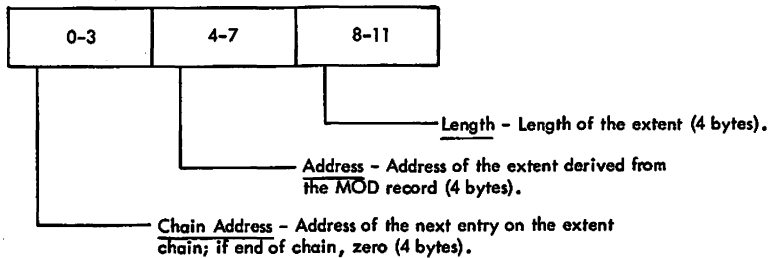 0-3 4-7 8-11
Length - Length of the extent (4 bytes).
Address - Address of the extent derived from
the MOD record (4 bytes).
Chain Address - Address of the next entry on the extent
chain; if end of chain, zero (4 bytes).